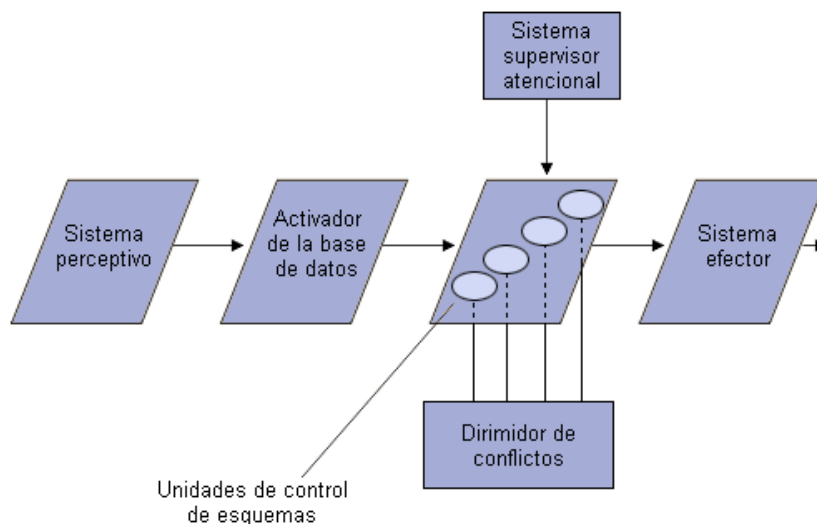 Sistema
supervisor
atencional
Sistema
perceptivo
Activador
de la base
de datos
Sistema
efector
Dirimidor de
conflictos
Unidades de control
de esquemas